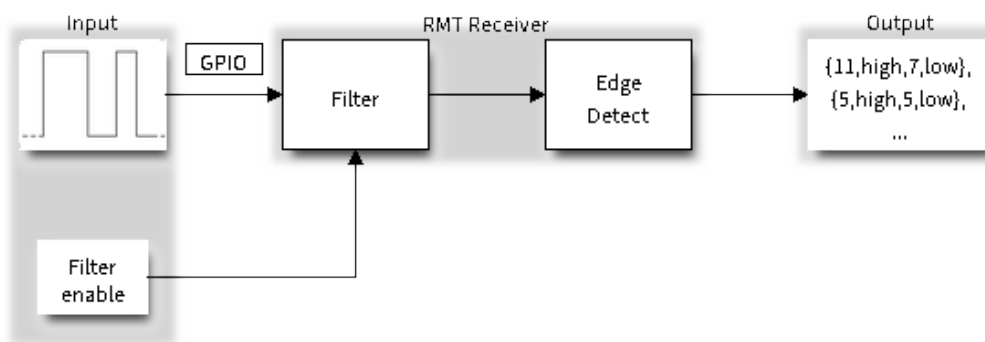 Input
RMT Receiver
Output
GPIO
Filter
Edge
Detect
{11,high,7,low},
{5,high,5,low},
...
Filter
enable